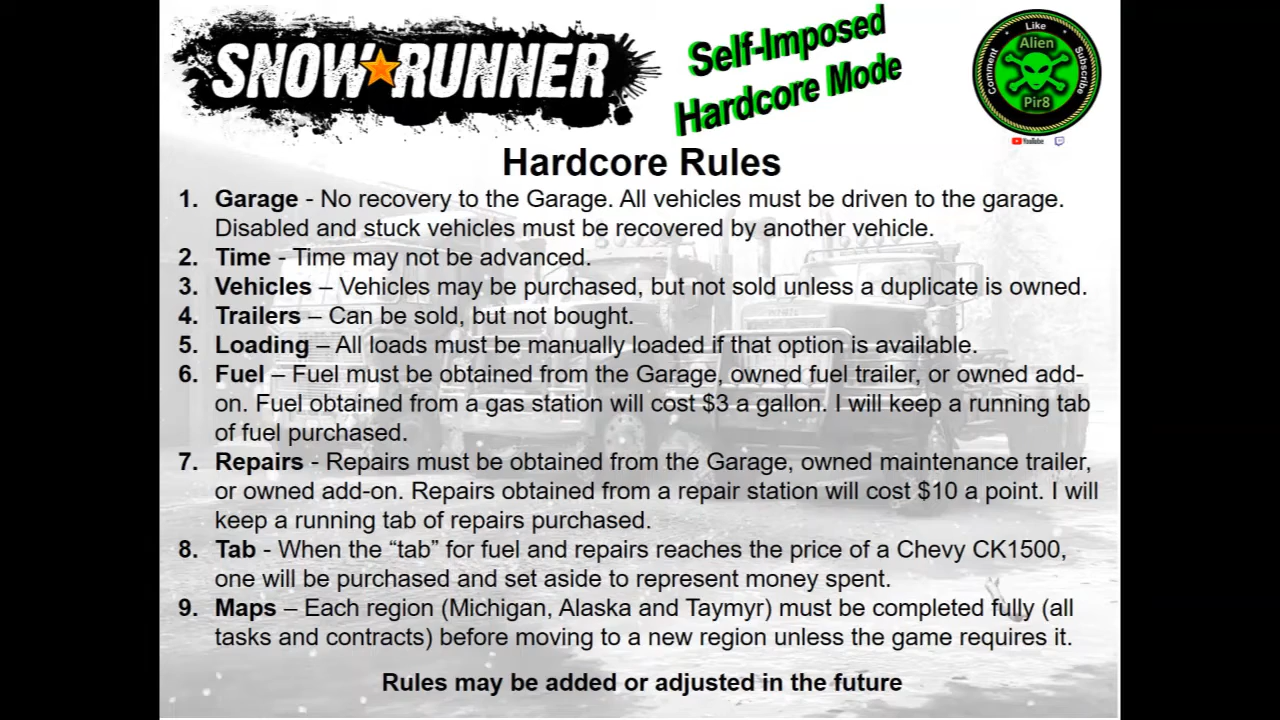 SNOWRUNNER
Self-Imposed
Hardcore Mode
Like
Comment
Subscribe
Alien
Pir8
YouTube
Hardcore Rules
1. Garage - No recovery to the Garage. All vehicles must be driven to the garage.
Disabled and stuck vehicles must be recovered by another vehicle.
2. Time - Time may not be advanced.
3. Vehicles – Vehicles may be purchased, but not sold unless a duplicate is owned.
4. Trailers – Can be sold, but not bought.
5. Loading – All loads must be manually loaded if that option is available.
6. Fuel – Fuel must be obtained from the Garage, owned fuel trailer, or owned add-
on. Fuel obtained from a gas station will cost $3 a gallon. I will keep a running tab
of fuel purchased.
7. Repairs - Repairs must be obtained from the Garage, owned maintenance trailer,
or owned add-on. Repairs obtained from a repair station will cost $10 a point. I will
keep a running tab of repairs purchased.
8. Tab - When the “tab” for fuel and repairs reaches the price of a Chevy CK1500,
one will be purchased and set aside to represent money spent.
9. Maps – Each region (Michigan, Alaska and Taymyr) must be completed fully (all
tasks and contracts) before moving to a new region unless the game requires it.
Rules may be added or adjusted in the future